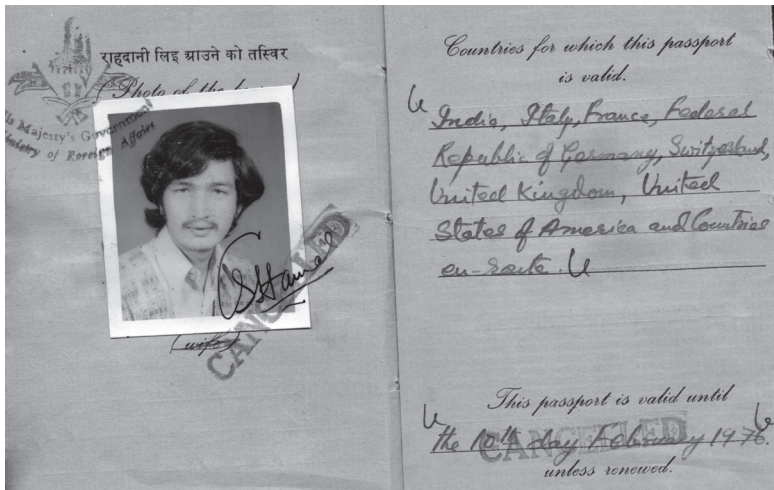 राहदानी लिइ श्राउने को तस्विर
Photo of the
His Majesty's Government
Ministry of Foreign Affairs
CANCELLED
(wife)
Countries for which this passport
is valid.
India, Italy, France, Federal
Republic of Germany, Switzerland,
United Kingdom, United
States of America and Countries
en-route.
This passport is valid until
the 10th day February 1976.
CANCELLED
unless renewed.